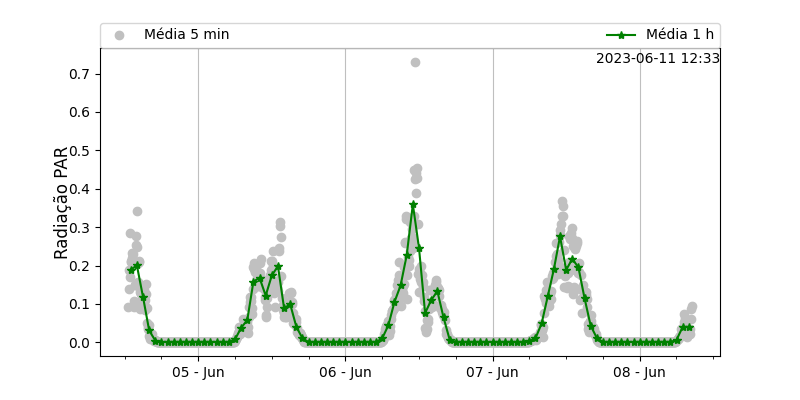 Média 5 min
Média 1 h
2023-06-11 12:33
Radiação PAR
0.7
0.6
0.5
0.4
0.3
0.2
0.1
0.0
05 - Jun
06 - Jun
07 - Jun
08 - Jun